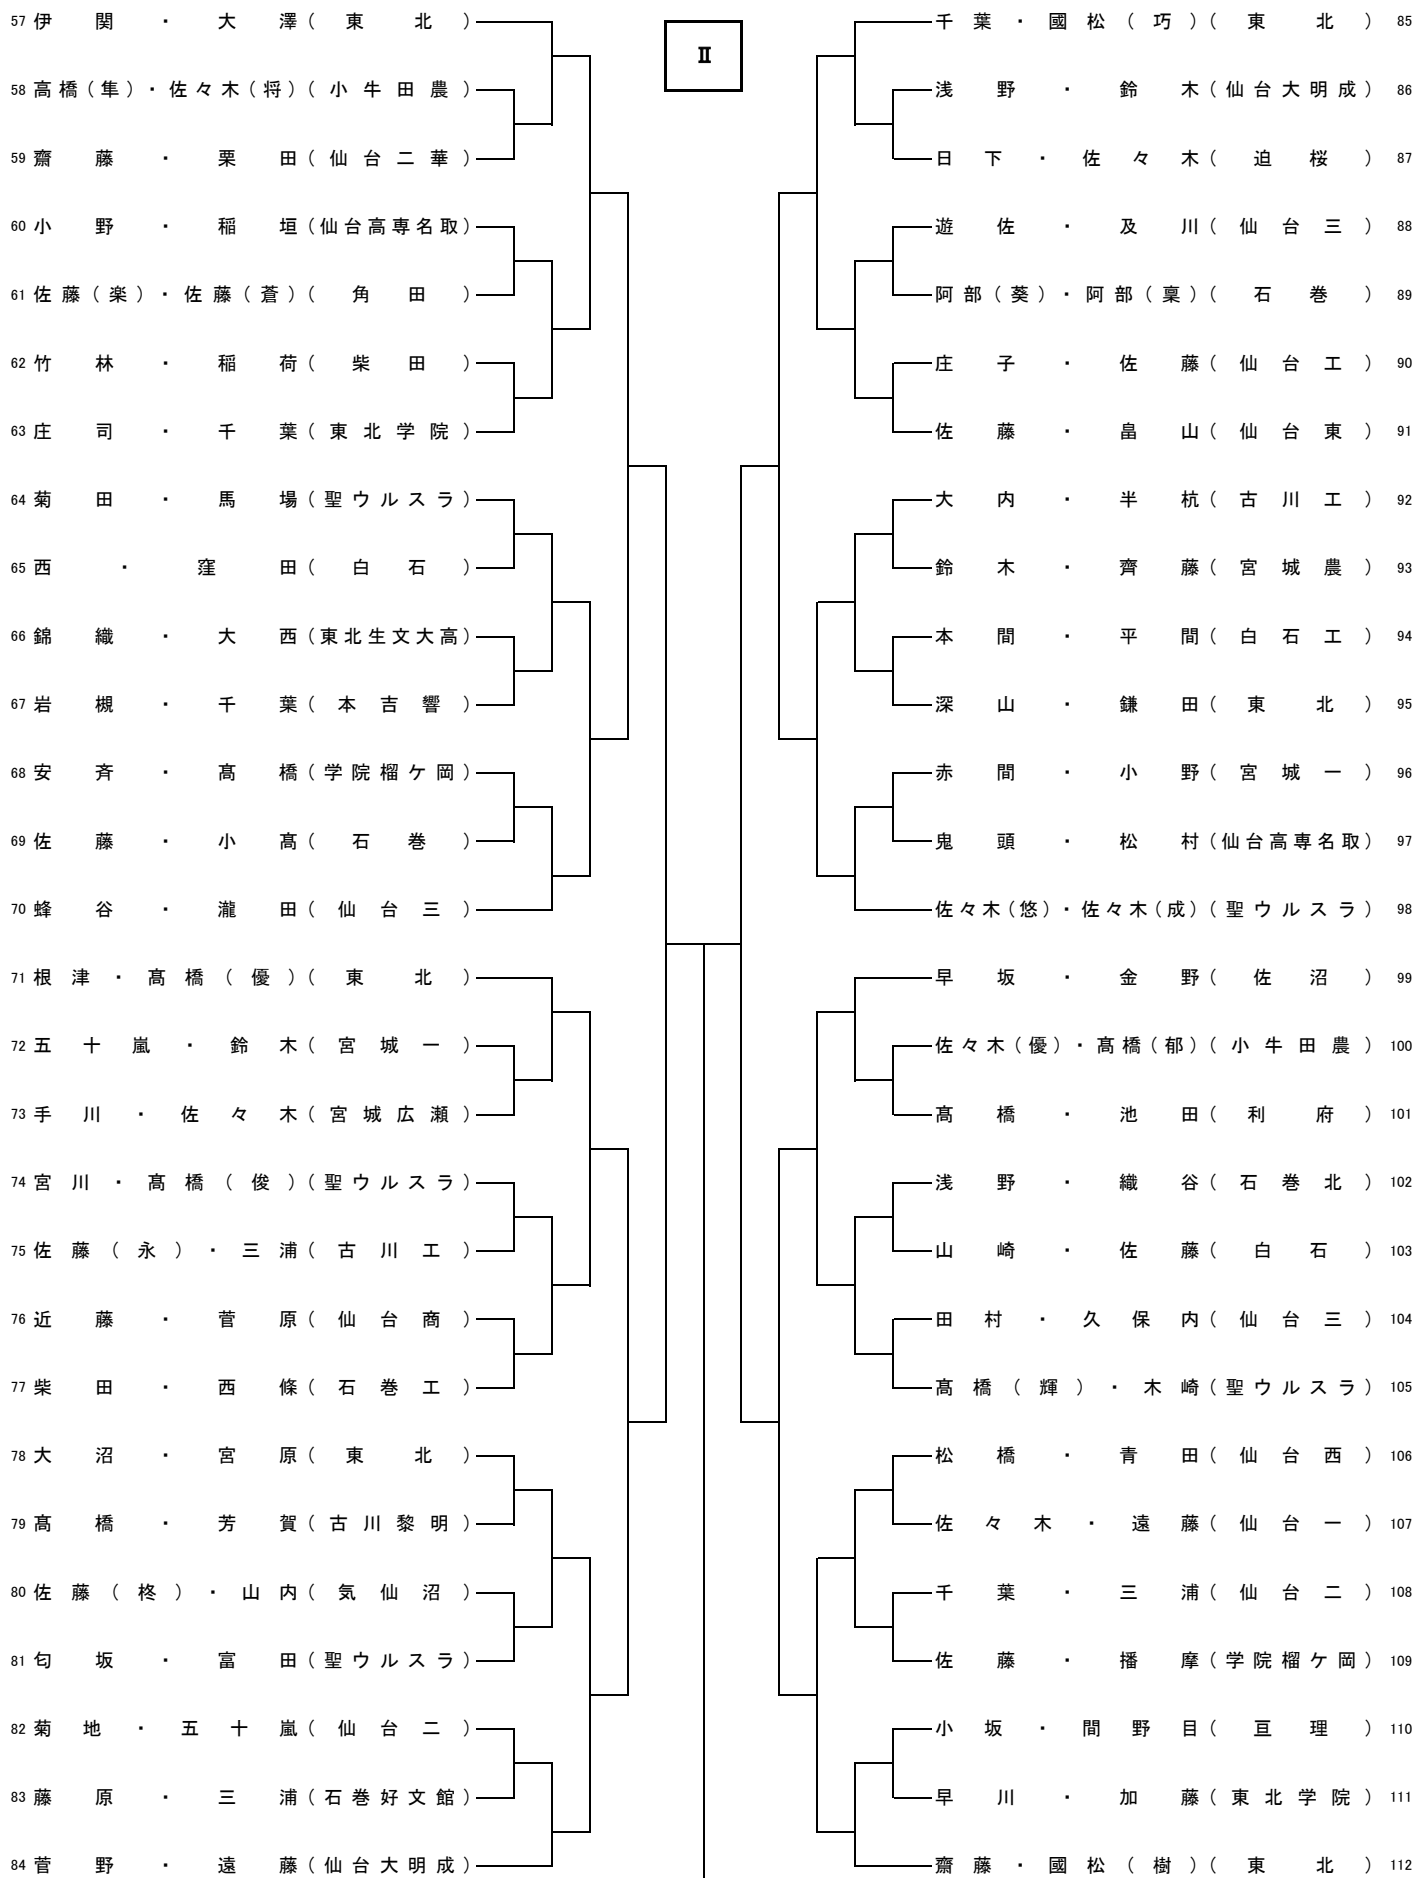 II
57 伊関・大澤(東北)
58 高橋(隼)・佐々木(将)(小牛田農)
59 齋藤・栗田(仙台二華)
60 小野・稲垣(仙台高専名取)
61 佐藤(楽)・佐藤(蒼)(角田)
62 竹林・稲荷(柴田)
63 庄司・千葉(東北学院)
64 菊田・馬場(聖ウルスラ)
65 西・窪田(白石)
66 錦織・大西(東北生文大高)
67 岩槻・千葉(本吉響)
68 安斉・髙橋(学院榴ケ岡)
69 佐藤・小髙(石巻)
70 蜂谷・瀧田(仙台三)
71 根津・髙橋(優)(東北)
72 五十嵐・鈴木(宮城一)
73 手川・佐々木(宮城広瀬)
74 宮川・髙橋(俊)(聖ウルスラ)
75 佐藤(永)・三浦(古川工)
76 近藤・菅原(仙台商)
77 柴田・西條(石巻工)
78 大沼・宮原(東北)
79 髙橋・芳賀(古川黎明)
80 佐藤(柊)・山内(気仙沼)
81 匂坂・富田(聖ウルスラ)
82 菊地・五十嵐(仙台二)
83 藤原・三浦(石巻好文館)
84 菅野・遠藤(仙台大明成)
千葉・國松(巧)(東北) 85
浅野・鈴木(仙台大明成) 86
日下・佐々木(迫桜) 87
遊佐・及川(仙台三) 88
阿部(葵)・阿部(稟)(石巻) 89
庄子・佐藤(仙台工) 90
佐藤・畠山(仙台東) 91
大内・半杭(古川工) 92
鈴木・齊藤(宮城農) 93
本間・平間(白石工) 94
深山・鎌田(東北) 95
赤間・小野(宮城一) 96
鬼頭・松村(仙台高専名取) 97
佐々木(悠)・佐々木(成)(聖ウルスラ) 98
早坂・金野(佐沼) 99
佐々木(優)・髙橋(郁)(小牛田農) 100
髙橋・池田(利府) 101
浅野・織谷(石巻北) 102
山崎・佐藤(白石) 103
田村・久保内(仙台三) 104
髙橋(輝)・木崎(聖ウルスラ) 105
松橋・青田(仙台西) 106
佐々木・遠藤(仙台一) 107
千葉・三浦(仙台二) 108
佐藤・播摩(学院榴ケ岡) 109
小坂・間野目(亘理) 110
早川・加藤(東北学院) 111
齋藤・國松(樹)(東北) 112